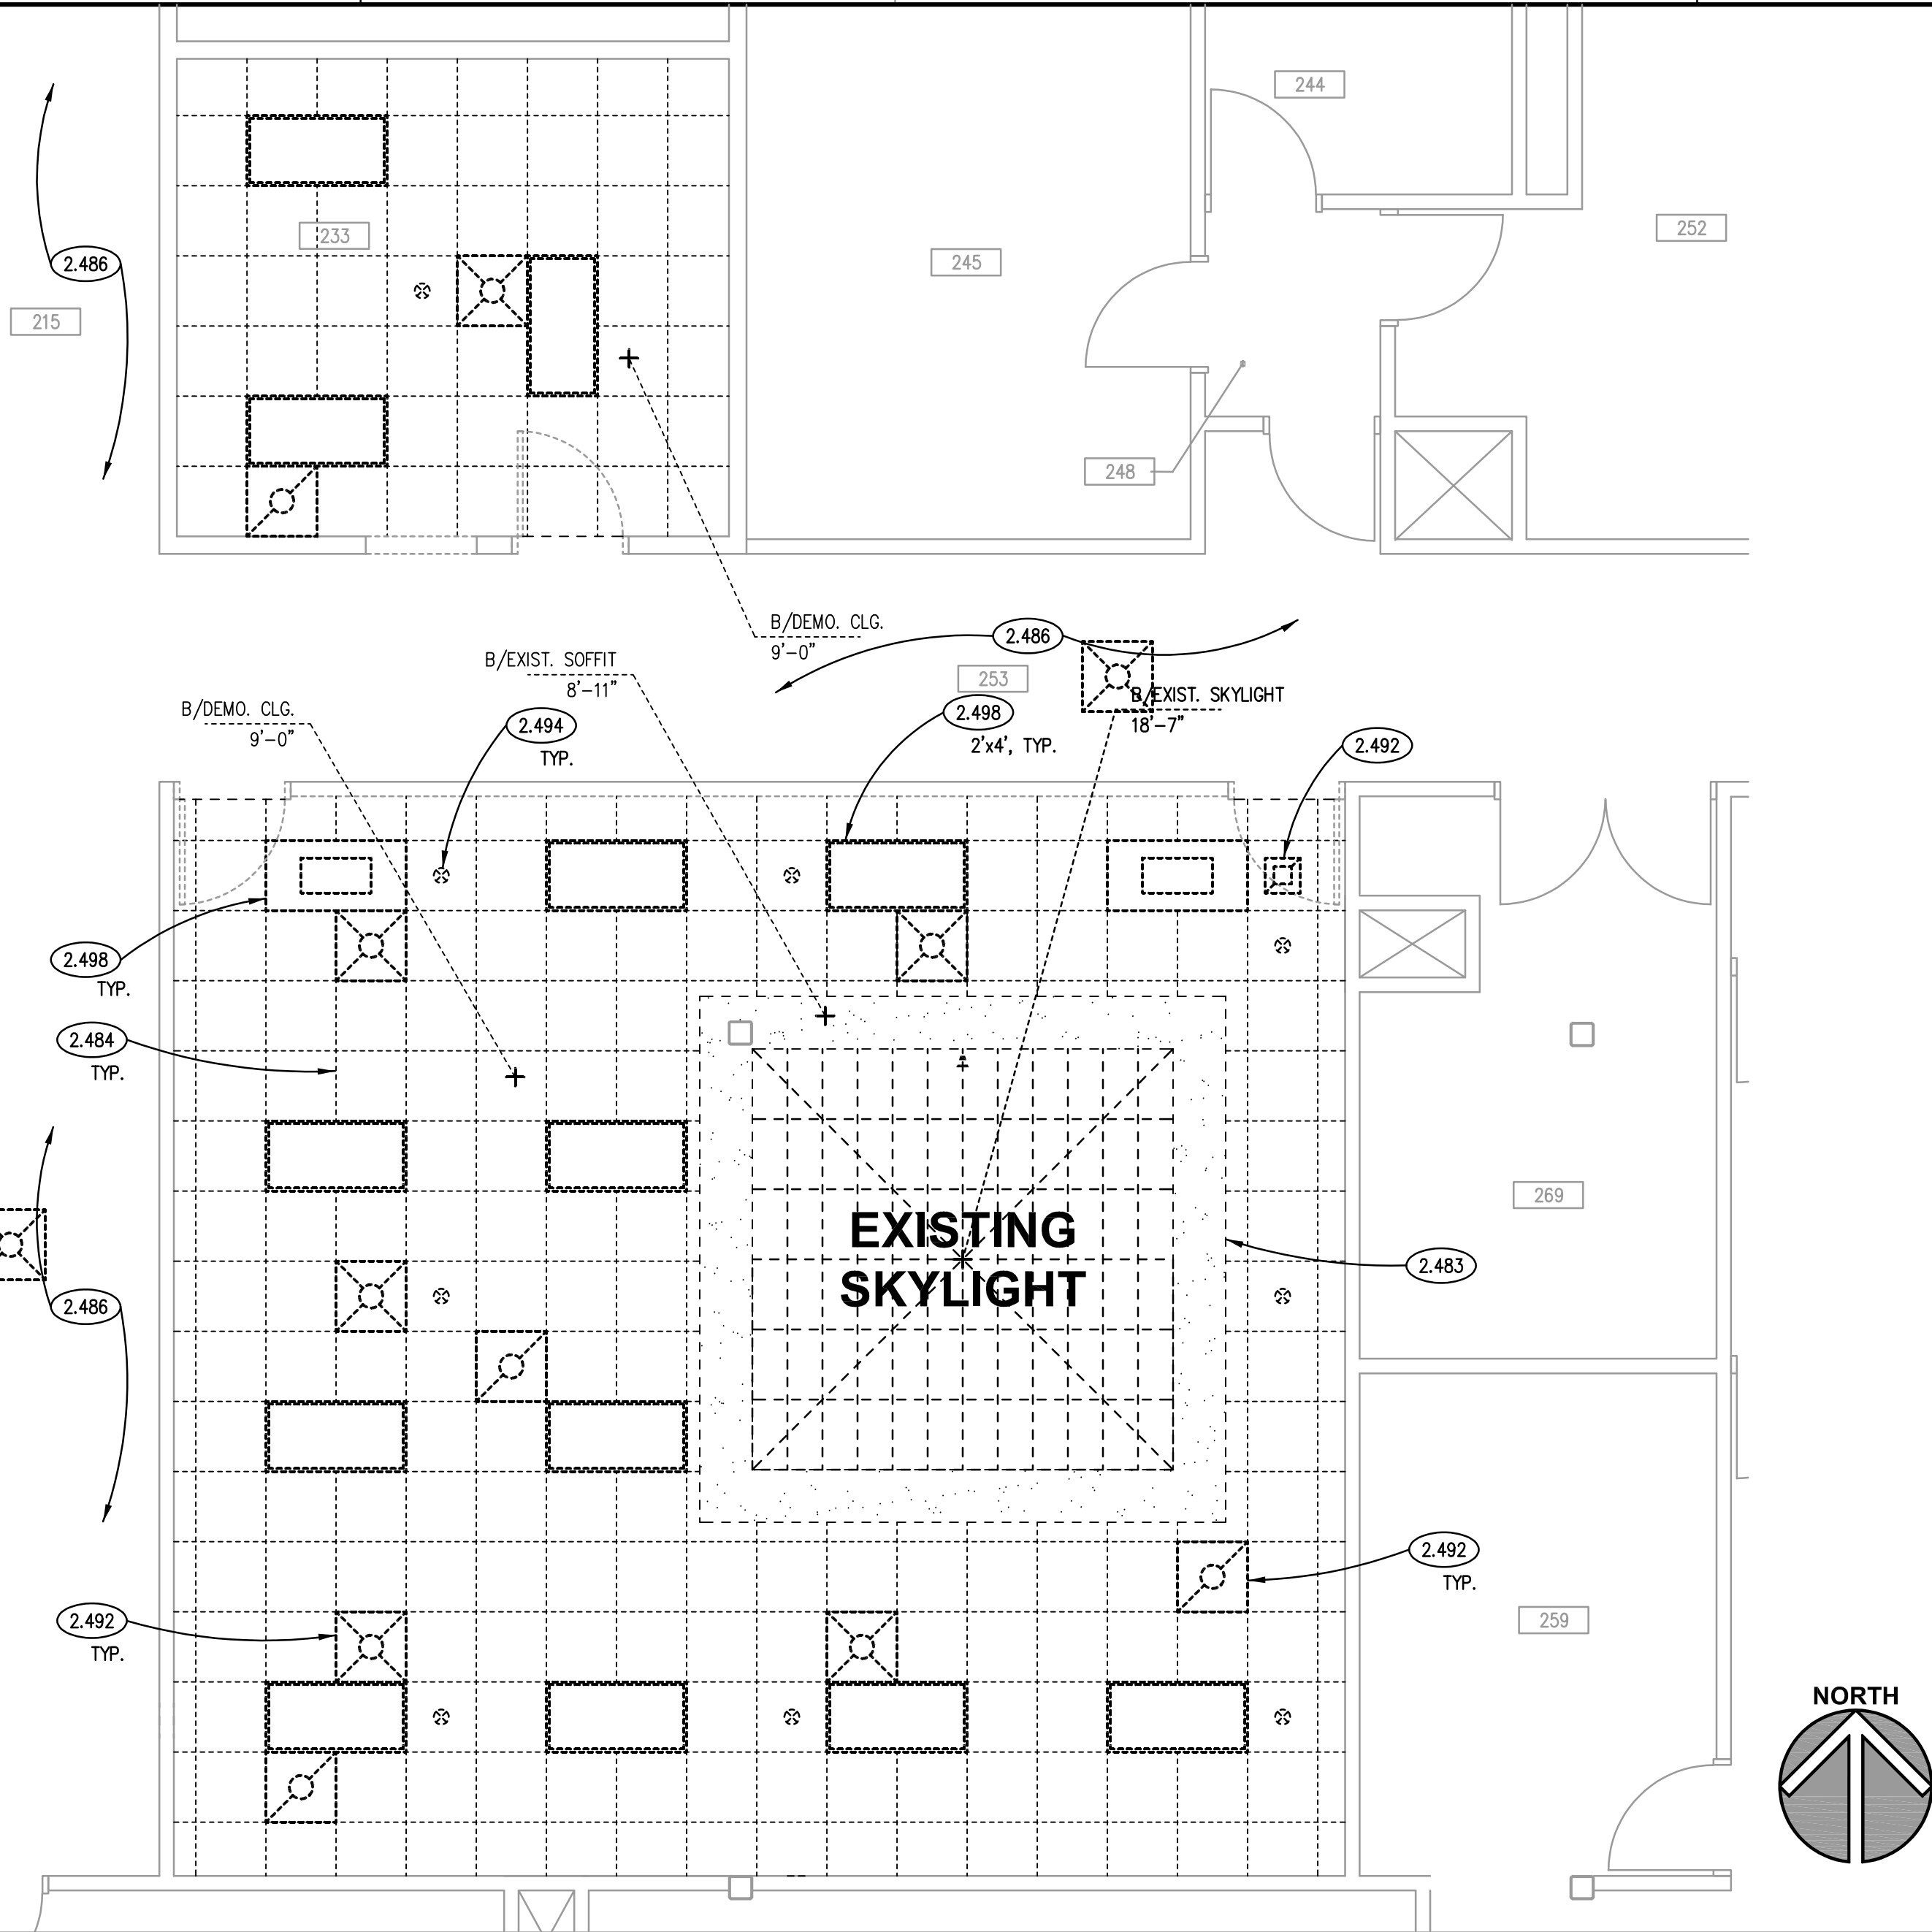 244
233
252
245
2.486
215
248
B/DEMO. CLG.
9'-0"
2.486
B/EXIST. SOFFIT
8'-11"
253
B/EXIST. SKYLIGHT
18'-7"
B/DEMO. CLG.
9'-0"
2.494
TYP.
2.498
2'x4', TYP.
2.492
2.498
TYP.
2.484
TYP.
269
EXISTING
SKYLIGHT
2.483
2.486
2.492
TYP.
2.492
TYP.
259
NORTH